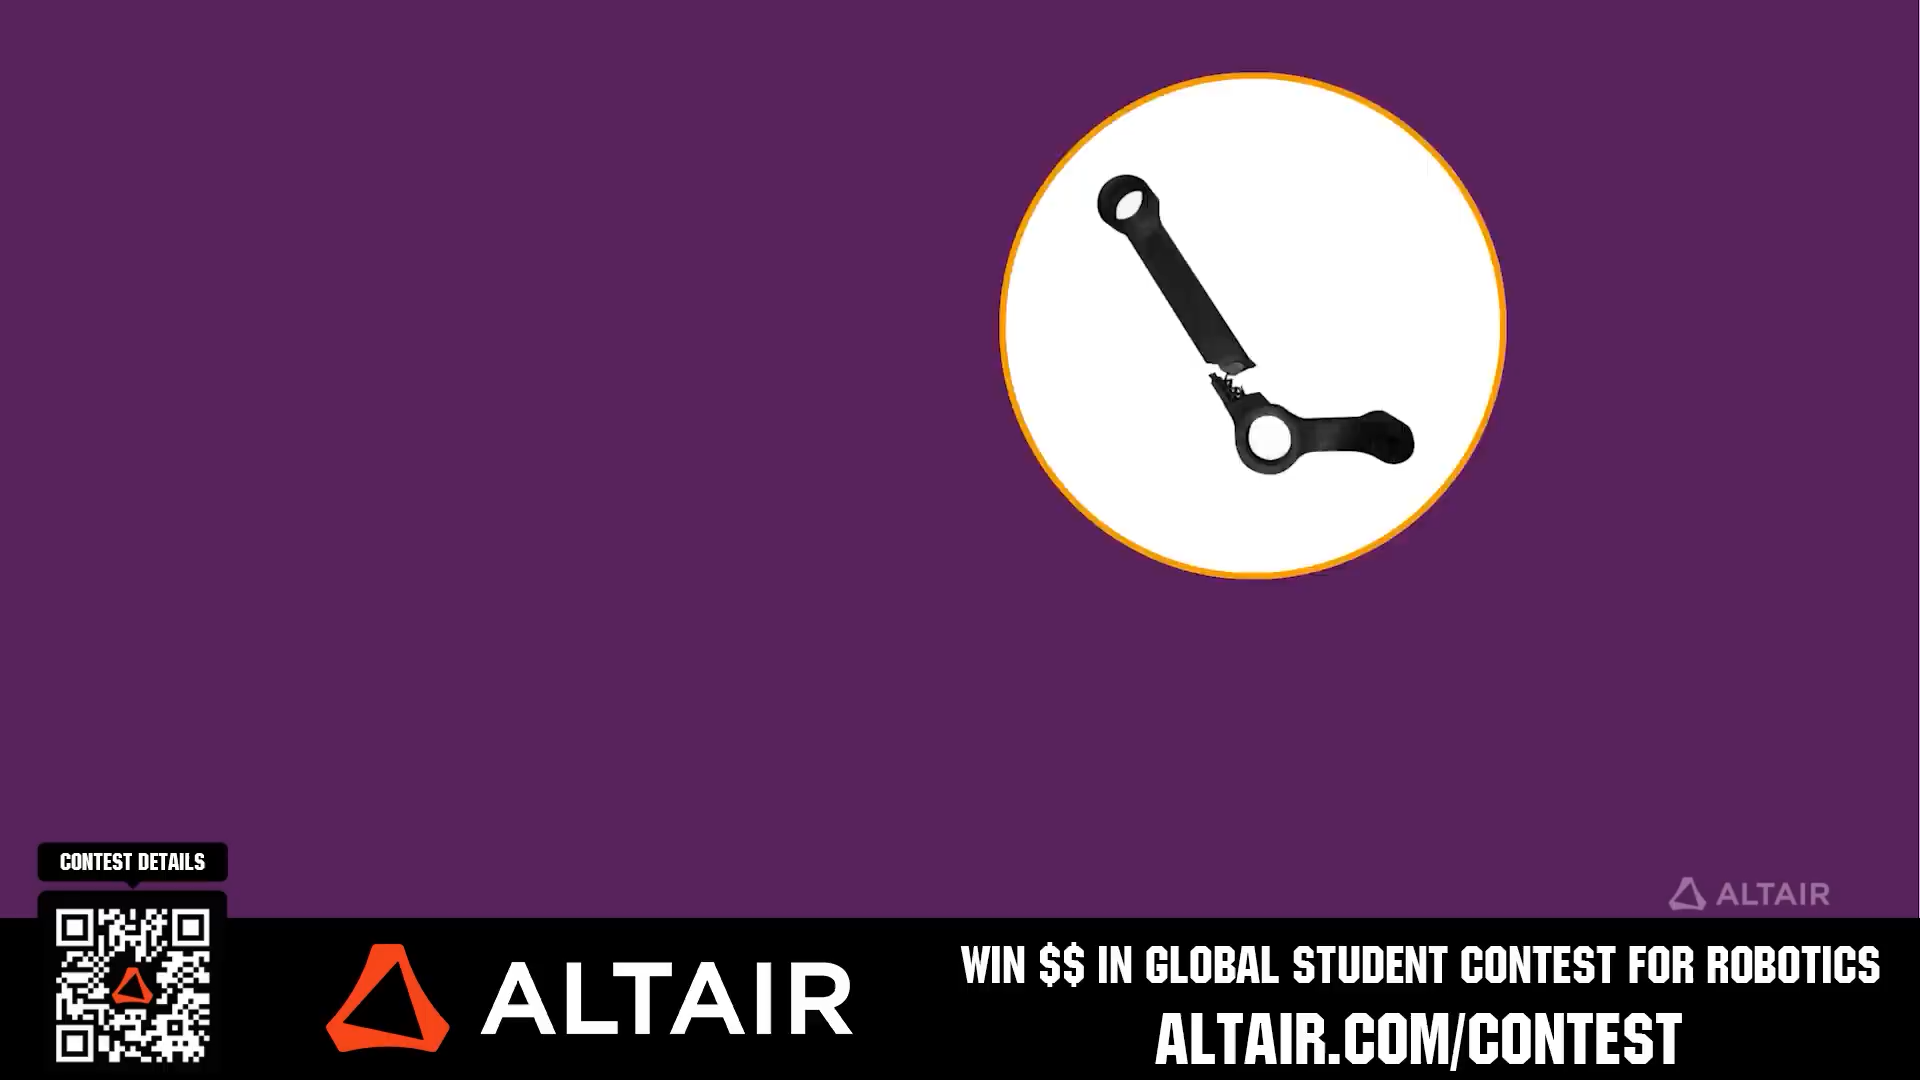 CONTEST DETAILS
ALTAIR
ALTAIR
WIN $$ IN GLOBAL STUDENT CONTEST FOR ROBOTICS
ALTAIR.COM/CONTEST